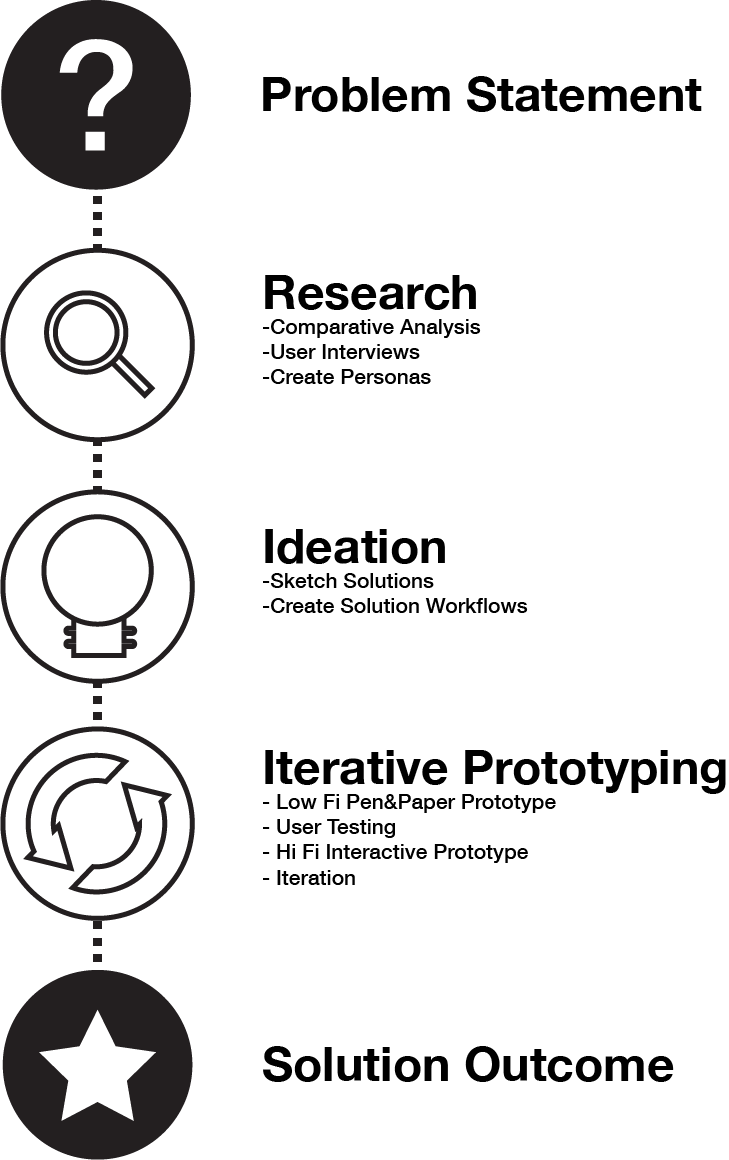 ?
Problem Statement
Research
-Comparative Analysis
-User Interviews
-Create Personas
Ideation
-Sketch Solutions
-Create Solution Workflows
Iterative Prototyping
- Low Fi Pen&Paper Prototype
- User Testing
- Hi Fi Interactive Prototype
- Iteration
Solution Outcome